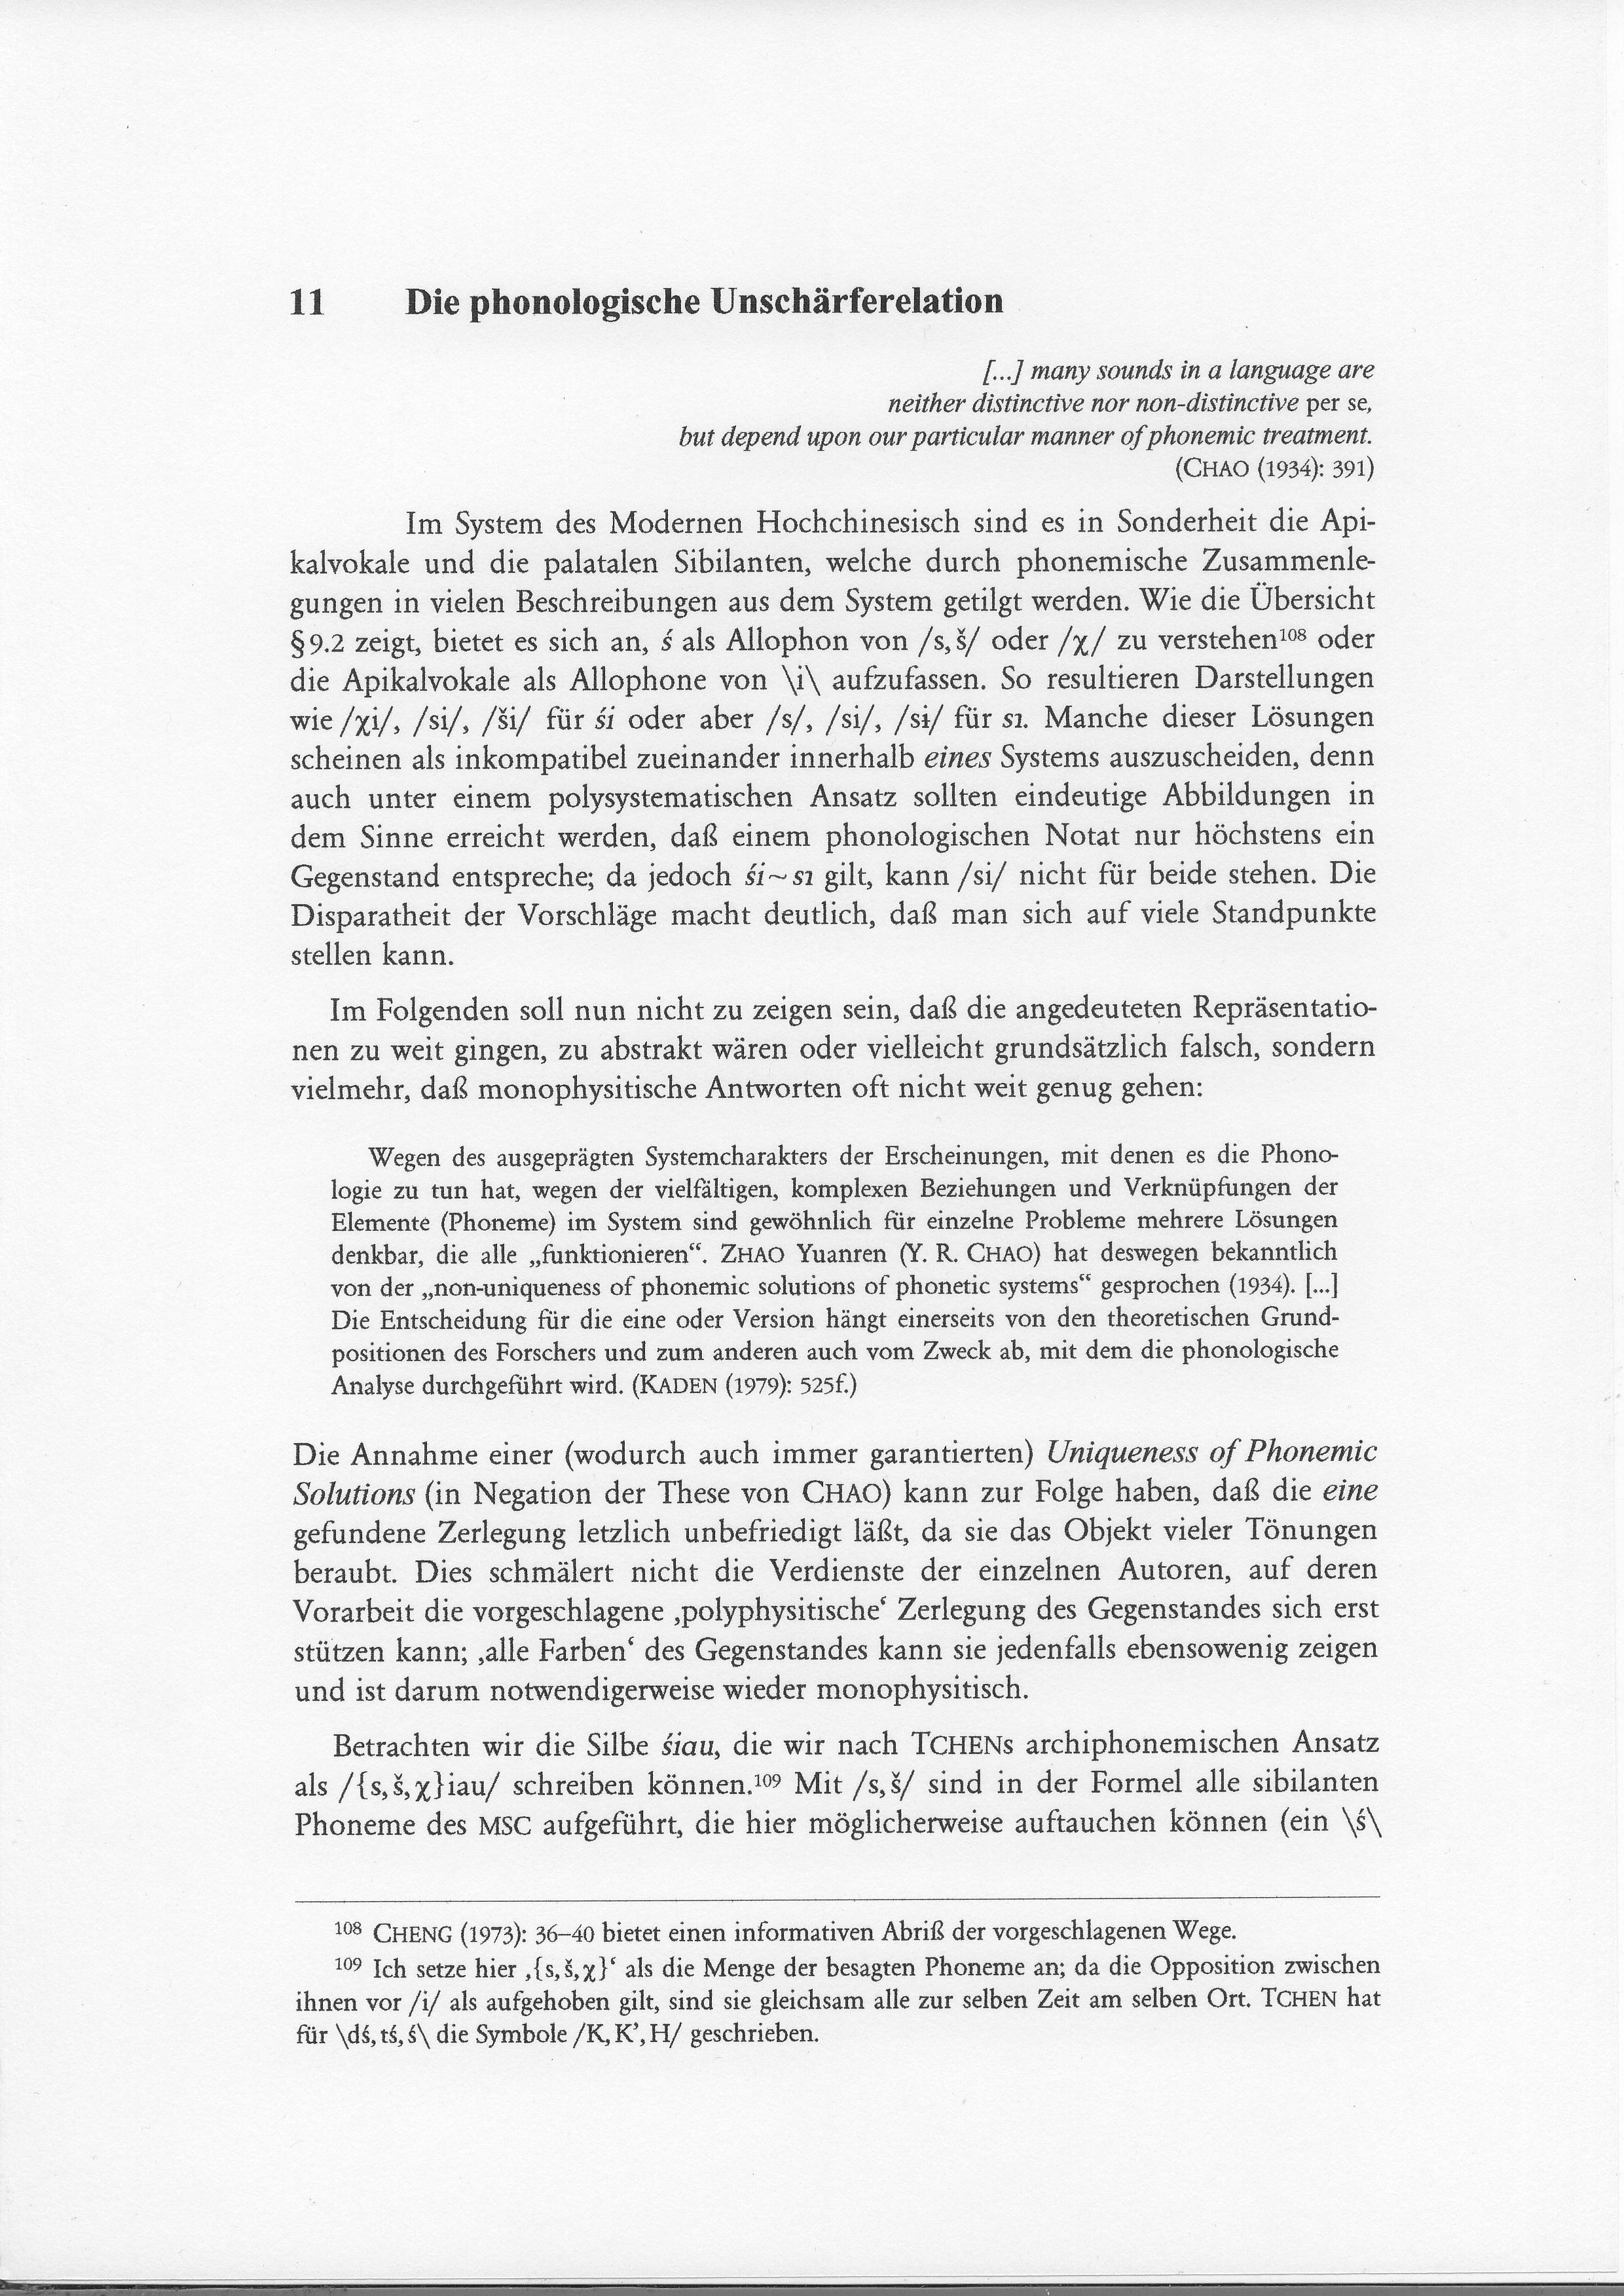 11 Die phonologische Unschärferelation
[...] many sounds in a language are
neither distinctive nor non-distinctive per se,
but depend upon our particular manner of phonemic treatment.
(CHAO (1934): 391)
Im System des Modernen Hochchinesisch sind es in Sonderheit die Api-
kalvokale und die palatalen Sibilanten, welche durch phonemische Zusammenle-
gungen in vielen Beschreibungen aus dem System getilgt werden. Wie die Übersicht
§9.2 zeigt, bietet es sich an, ś als Allophon von /s,š/ oder /χ/ zu verstehen¹⁰⁸ oder
die Apikalvokale als Allophone von \i\ aufzufassen. So resultieren Darstellungen
wie /χi/, /si/, /ši/ für śi oder aber /s/, /si/, /sɨ/ für sı. Manche dieser Lösungen
scheinen als inkompatibel zueinander innerhalb eines Systems auszuscheiden, denn
auch unter einem polysystematischen Ansatz sollten eindeutige Abbildungen in
dem Sinne erreicht werden, daß einem phonologischen Notat nur höchstens ein
Gegenstand entspreche; da jedoch śi~sı gilt, kann /si/ nicht für beide stehen. Die
Disparatheit der Vorschläge macht deutlich, daß man sich auf viele Standpunkte
stellen kann.
Im Folgenden soll nun nicht zu zeigen sein, daß die angedeuteten Repräsentatio-
nen zu weit gingen, zu abstrakt wären oder vielleicht grundsätzlich falsch, sondern
vielmehr, daß monophysitische Antworten oft nicht weit genug gehen:
Wegen des ausgeprägten Systemcharakters der Erscheinungen, mit denen es die Phono-
logie zu tun hat, wegen der vielfältigen, komplexen Beziehungen und Verknüpfungen der
Elemente (Phoneme) im System sind gewöhnlich für einzelne Probleme mehrere Lösungen
denkbar, die alle „funktionieren“. ZHAO Yuanren (Y. R. CHAO) hat deswegen bekanntlich
von der „non-uniqueness of phonemic solutions of phonetic systems“ gesprochen (1934). [...]
Die Entscheidung für die eine oder Version hängt einerseits von den theoretischen Grund-
positionen des Forschers und zum anderen auch vom Zweck ab, mit dem die phonologische
Analyse durchgeführt wird. (KADEN (1979): 525f.)
Die Annahme einer (wodurch auch immer garantierten) Uniqueness of Phonemic
Solutions (in Negation der These von CHAO) kann zur Folge haben, daß die eine
gefundene Zerlegung letzlich unbefriedigt läßt, da sie das Objekt vieler Tönungen
beraubt. Dies schmälert nicht die Verdienste der einzelnen Autoren, auf deren
Vorarbeit die vorgeschlagene ‚polyphysitische‘ Zerlegung des Gegenstandes sich erst
stützen kann; ‚alle Farben‘ des Gegenstandes kann sie jedenfalls ebensowenig zeigen
und ist darum notwendigerweise wieder monophysitisch.
Betrachten wir die Silbe śiau, die wir nach TCHENs archiphonemischen Ansatz
als /{s,š,χ}iau/ schreiben können.¹⁰⁹ Mit /s,š/ sind in der Formel alle sibilanten
Phoneme des MSC aufgeführt, die hier möglicherweise auftauchen können (ein \ś\
¹⁰⁸ CHENG (1973): 36–40 bietet einen informativen Abriß der vorgeschlagenen Wege.
¹⁰⁹ Ich setze hier ‚{s,š,χ}‘ als die Menge der besagten Phoneme an; da die Opposition zwischen
ihnen vor /i/ als aufgehoben gilt, sind sie gleichsam alle zur selben Zeit am selben Ort. TCHEN hat
für \dś,tś,ś\ die Symbole /K,K’,H/ geschrieben.